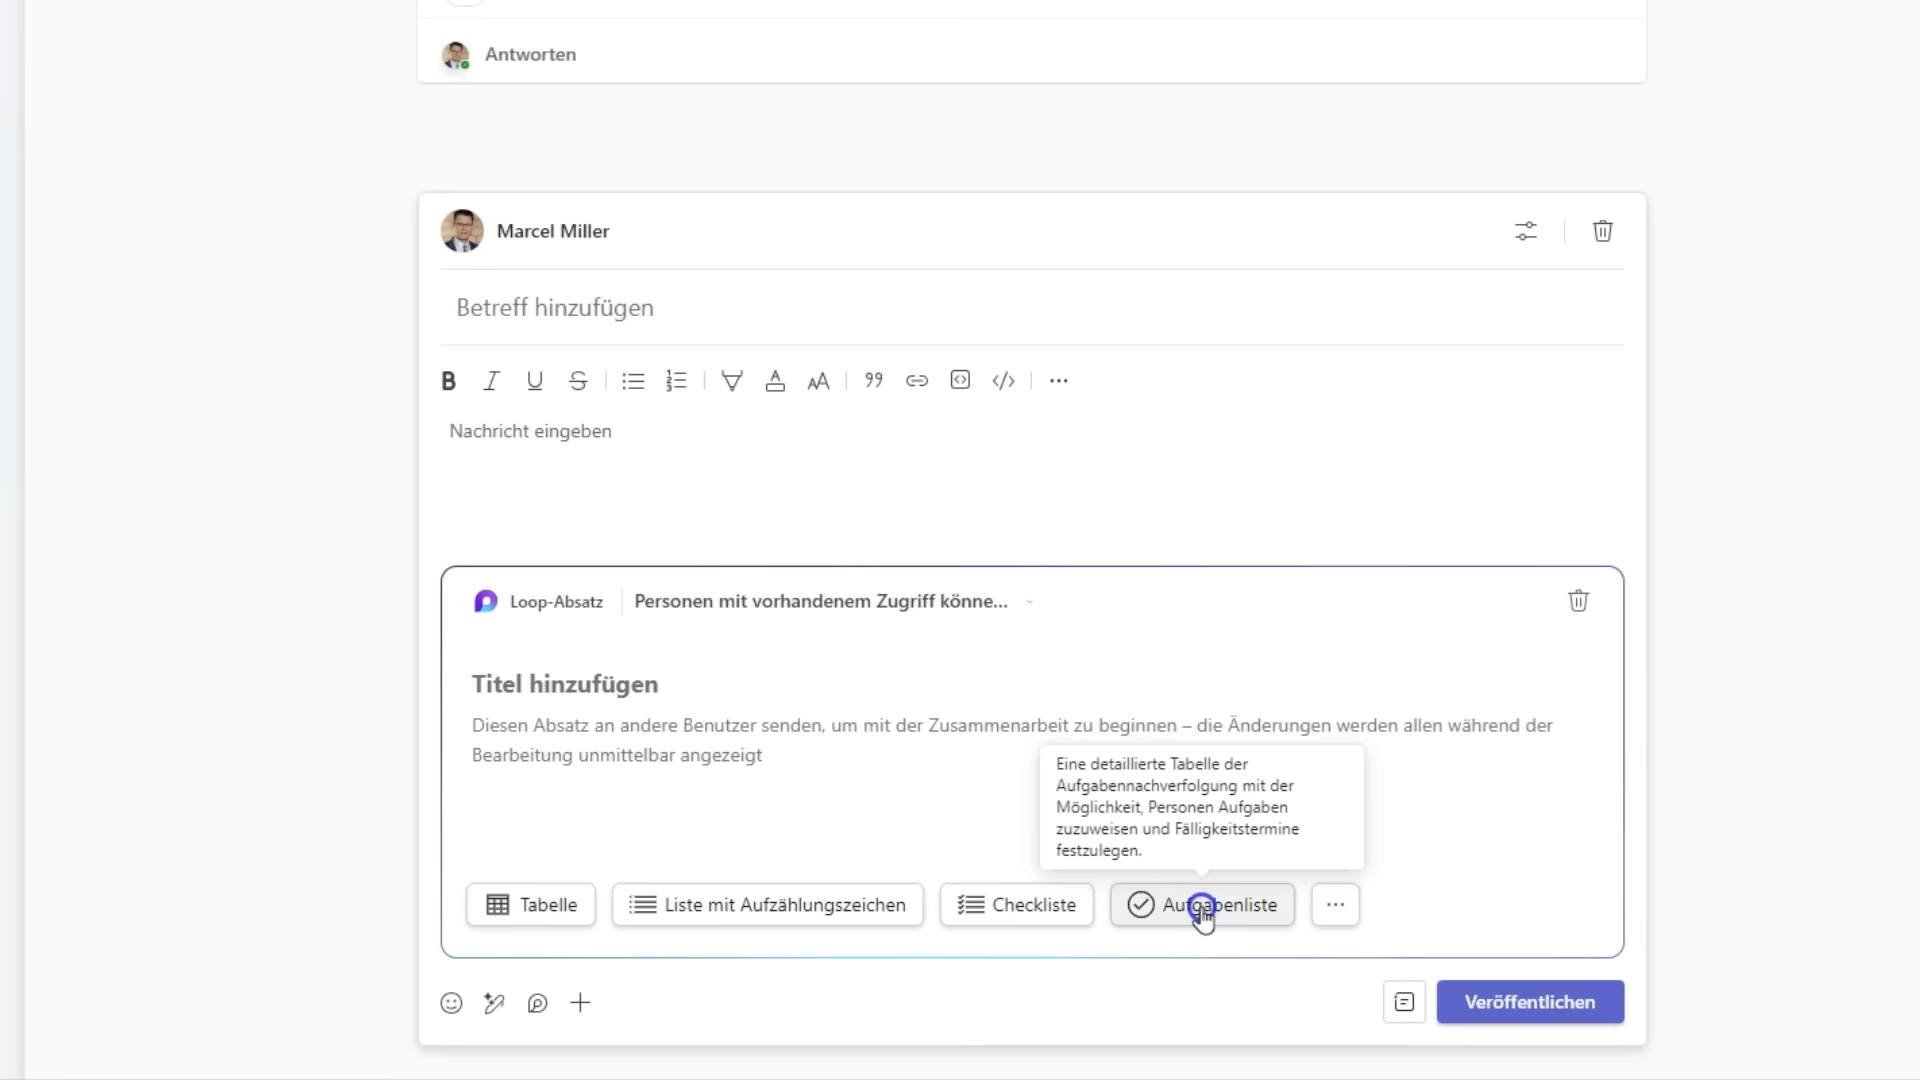 Antworten
Marcel Miller
Betreff hinzufügen
Nachricht eingeben
Loop-Absatz Personen mit vorhandenem Zugriff könne...
Titel hinzufügen
Diesen Absatz an andere Benutzer senden, um mit der Zusammenarbeit zu beginnen – die Änderungen werden allen während der
Bearbeitung unmittelbar angezeigt
Eine detaillierte Tabelle der
Aufgabennachverfolgung mit der
Möglichkeit, Personen Aufgaben
zuzuweisen und Fälligkeitstermine
festzulegen.
Tabelle Liste mit Aufzählungszeichen Checkliste Aufgabenliste
Veröffentlichen